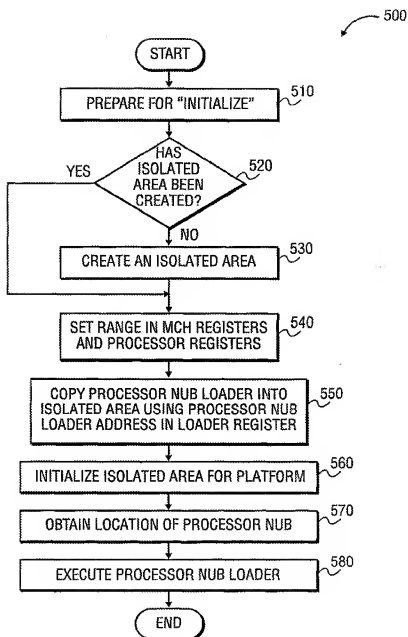 500
START
PREPARE FOR "INITIALIZE"
510
HAS
ISOLATED
AREA BEEN
CREATED?
520
YES
NO
CREATE AN ISOLATED AREA
530
SET RANGE IN MCH REGISTERS
AND PROCESSOR REGISTERS
540
COPY PROCESSOR NUB LOADER INTO
ISOLATED AREA USING PROCESSOR NUB
LOADER ADDRESS IN LOADER REGISTER
550
INITIALIZE ISOLATED AREA FOR PLATFORM
560
OBTAIN LOCATION OF PROCESSOR NUB
570
EXECUTE PROCESSOR NUB LOADER
580
END